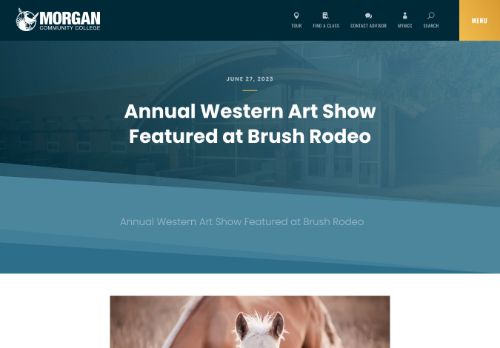 MORGAN
COMMUNITY COLLEGE
TOUR
FIND A CLASS
CONTACT ADVISOR
MYMCC
SEARCH
MENU
JUNE 27, 2023
Annual Western Art Show
Featured at Brush Rodeo
Annual Western Art Show Featured at Brush Rodeo